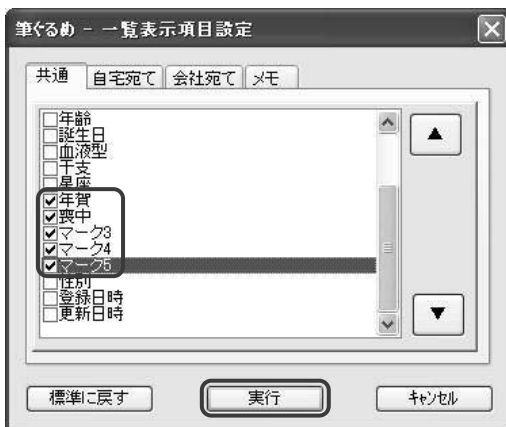 筆ぐるめ - 一覧表示項目設定
共通 自宅宛て 会社宛て メモ
年齢
誕生日
血液型
干支
星座
年賀
喪中
マーク3
マーク4
マーク5
性別
登録日時
更新日時
標準に戻す 実行 キャンセル